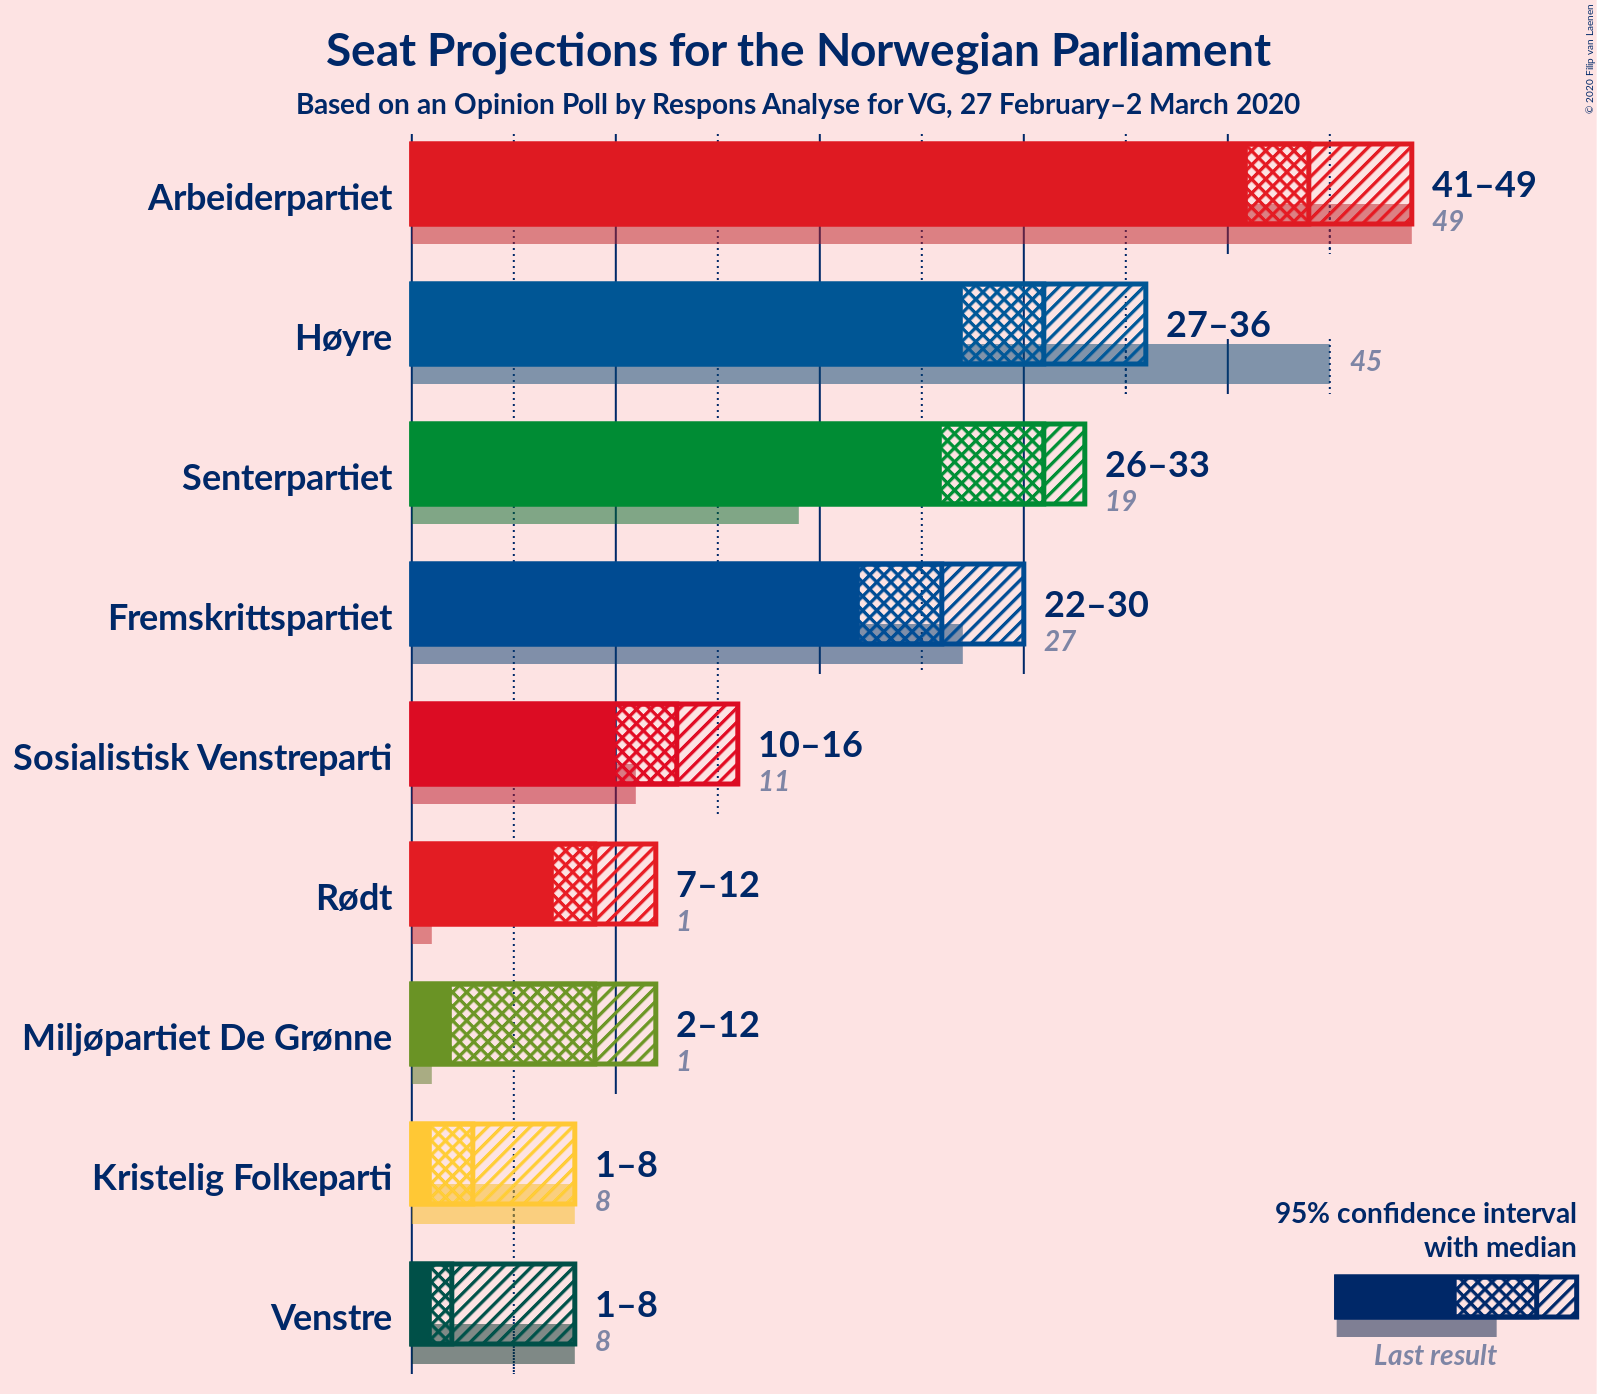 Seat Projections for the Norwegian Parliament
Based on an Opinion Poll by Respons Analyse for VG, 27 February–2 March 2020
© 2020 Filip van Laenen
Arbeiderpartiet
41–49
49
Høyre
27–36
45
Senterpartiet
26–33
19
Fremskrittspartiet
22–30
27
Sosialistisk Venstreparti
10–16
11
Rødt
7–12
1
Miljøpartiet De Grønne
2–12
1
Kristelig Folkeparti
1–8
8
Venstre
1–8
8
95% confidence interval
with median
Last result